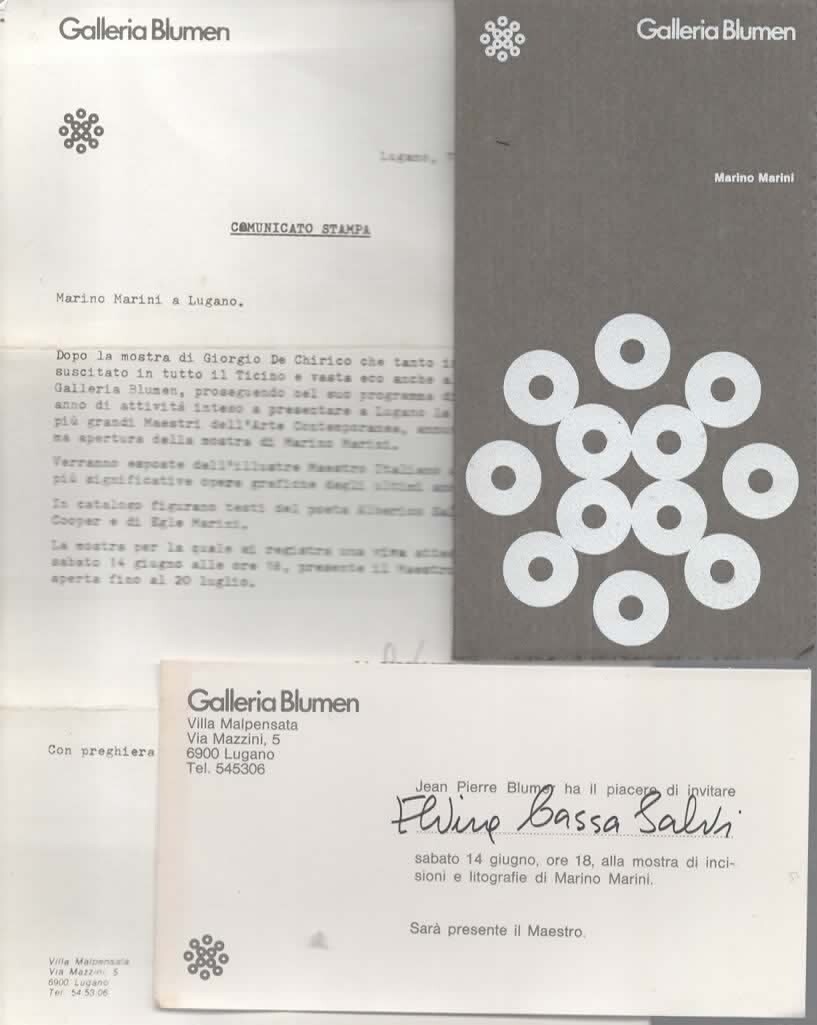 Galleria Blumen
Lugano,
COMUNICATO STAMPA
Marino Marini a Lugano.
Dopo la mostra di Giorgio De Chirico che tanto
suscitato in tutto il Ticino e vasta eco anche
Galleria Blumen, proseguendo nel suo programma
anno di attività inteso a presentare a Lugano
più grandi Maestri dell'Arte Contemporanea,
ma apertura della mostra di Marino Marini.
Verranno esposte dell'illustre Maestro Italiano
più significative opere grafiche degli ultimi
In catalogo figurano testi del poeta Alberico
Cooper e di Egle Marini.
La mostra per la quale si registra una viva
sabato 14 giugno alle ore 18, presente il Maestro
aperta fino al 20 luglio.
Con preghiera
Villa Malpensata
Via Mazzini, 5
6900 Lugano
Tel. 54.53.06
Galleria Blumen
Marino Marini
Galleria Blumen
Villa Malpensata
Via Mazzini, 5
6900 Lugano
Tel. 545306
Jean Pierre Blumer ha il piacere di invitare
Elvira Cassa Salvi
sabato 14 giugno, ore 18, alla mostra di inci-
sioni e litografie di Marino Marini.
Sarà presente il Maestro.